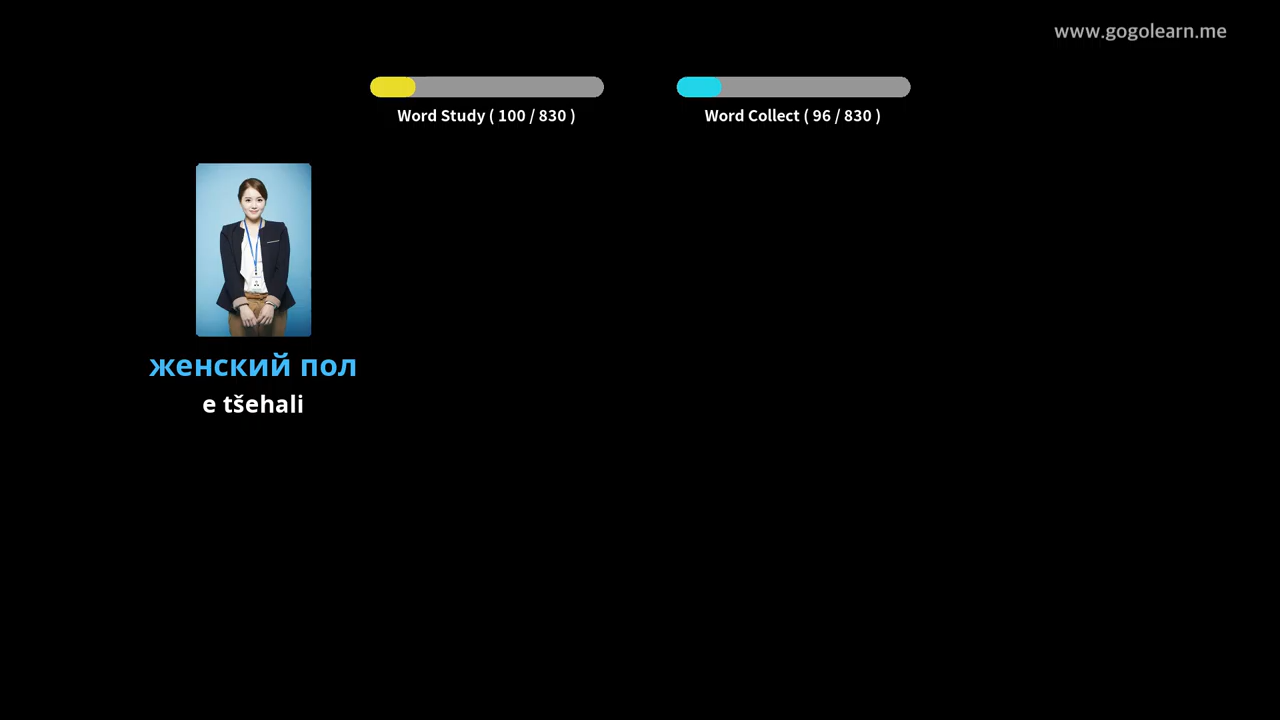 www.gogolearn.me
Word Study ( 100 / 830 )
Word Collect ( 96 / 830 )
женский пол
e tšehali